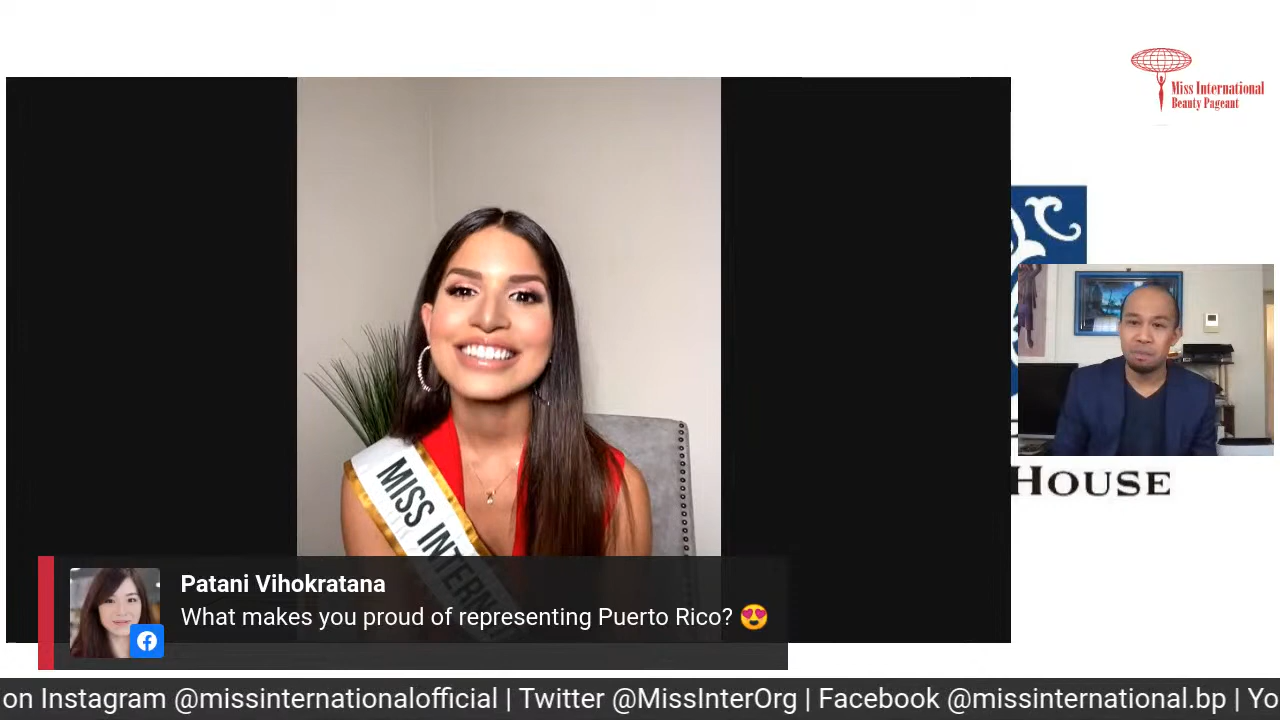 Miss International
Beauty Pageant
HOUSE
MISS INTERN
Patani Vihokratana
What makes you proud of representing Puerto Rico? 😍
on Instagram @missinternationalofficial | Twitter @MissInterOrg | Facebook @missinternational.bp | Yo